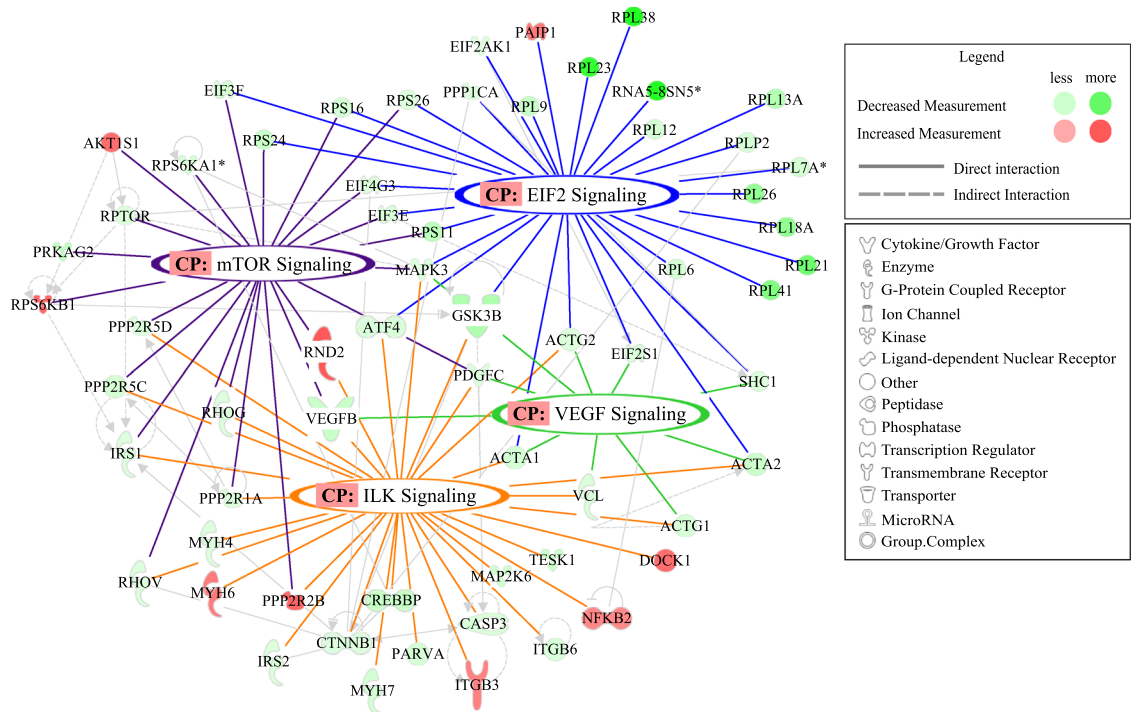 RPL38
PAIP1
EIF2AK1
RPL23
EIF3F
RPS16
RPS26
PPP1CA
RPL9
RNA5-8SN5*
RPL13A
AKT1S1
RPS24
RPL12
RPLP2
RPS6KA1*
RPL7A*
EIF4G3
CP: EIF2 Signaling
RPL26
RPTOR
EIF3E
RPS11
RPL18A
PRKAG2
CP: mTOR Signaling
MAPK3
RPL6
RPL21
RPL41
RPS6KB1
GSK3B
PPP2R5D
ATF4
RND2
ACTG2
EIF2S1
PDGFC
SHC1
PPP2R5C
RHOG
VEGFB
CP: VEGF Signaling
IRS1
ACTA1
ACTA2
PPP2R1A
CP: ILK Signaling
VCL
ACTG1
MYH4
TESK1
DOCK1
RHOV
MYH6
PPP2R2B
CREBBP
MAP2K6
CASP3
NFKB2
CTNNB1
PARVA
ITGB6
IRS2
MYH7
ITGB3
Legend
less more
Decreased Measurement
Increased Measurement
Direct interaction
Indirect Interaction
Cytokine/Growth Factor
Enzyme
G-Protein Coupled Receptor
Ion Channel
Kinase
Ligand-dependent Nuclear Receptor
Other
Peptidase
Phosphatase
Transcription Regulator
Transmembrane Receptor
Transporter
MicroRNA
Group.Complex